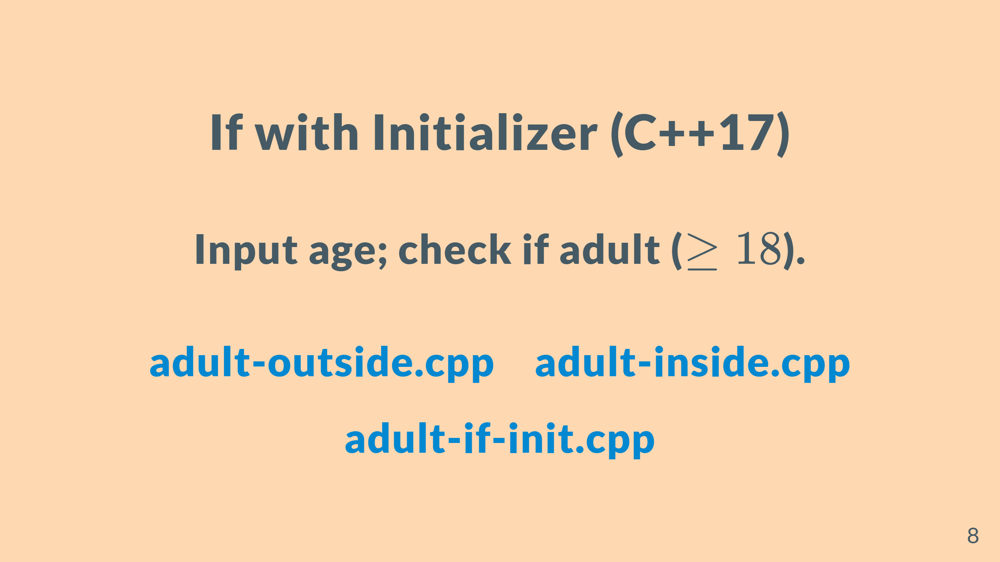 If with Initializer (C++17)
Input age; check if adult (≥ 18).
adult-outside.cpp adult-inside.cpp
adult-if-init.cpp
8